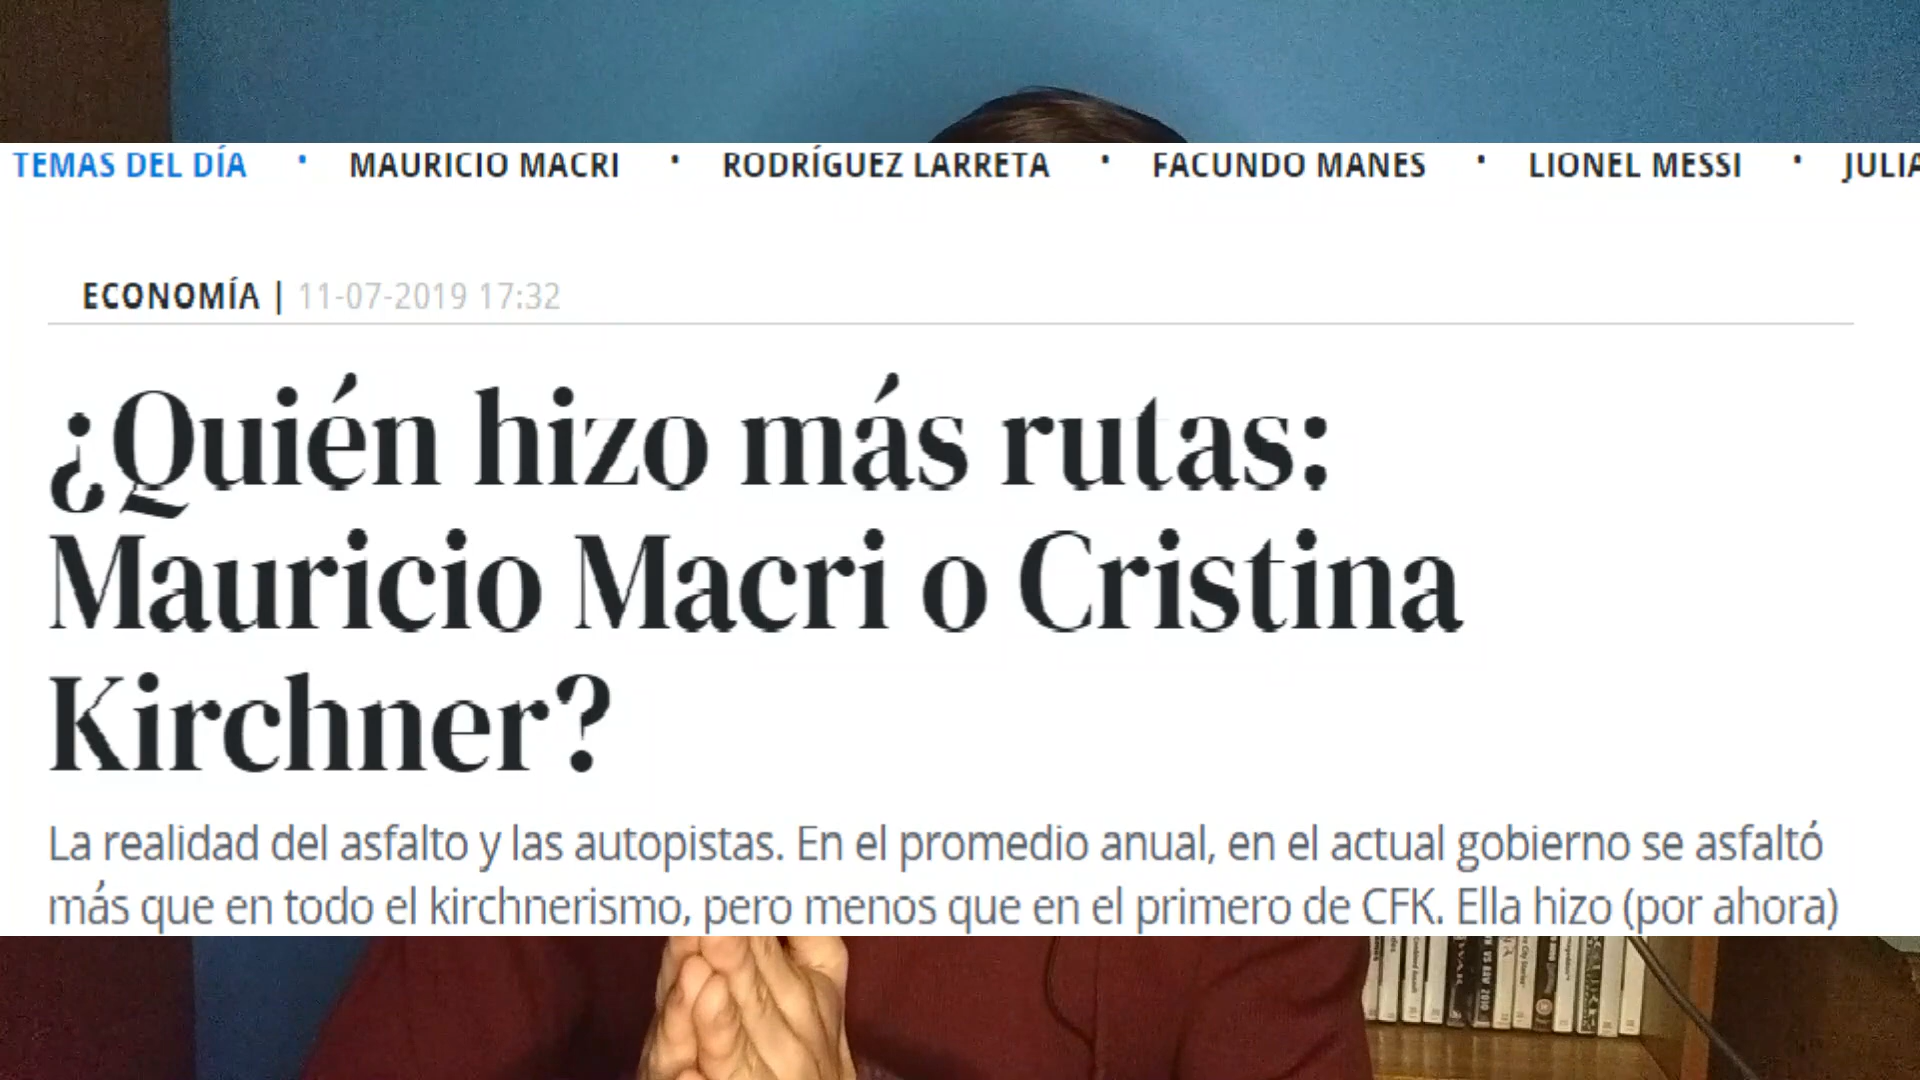 TEMAS DEL DÍA • MAURICIO MACRI • RODRÍGUEZ LARRETA • FACUNDO MANES • LIONEL MESSI •
ECONOMÍA | 11-07-2019 17:32
¿Quién hizo más rutas:
Mauricio Macri o Cristina
Kirchner?
La realidad del asfalto y las autopistas. En el promedio anual, en el actual gobierno se asfaltó
más que en todo el kirchnerismo, pero menos que en el primero de CFK. Ella hizo (por ahora)